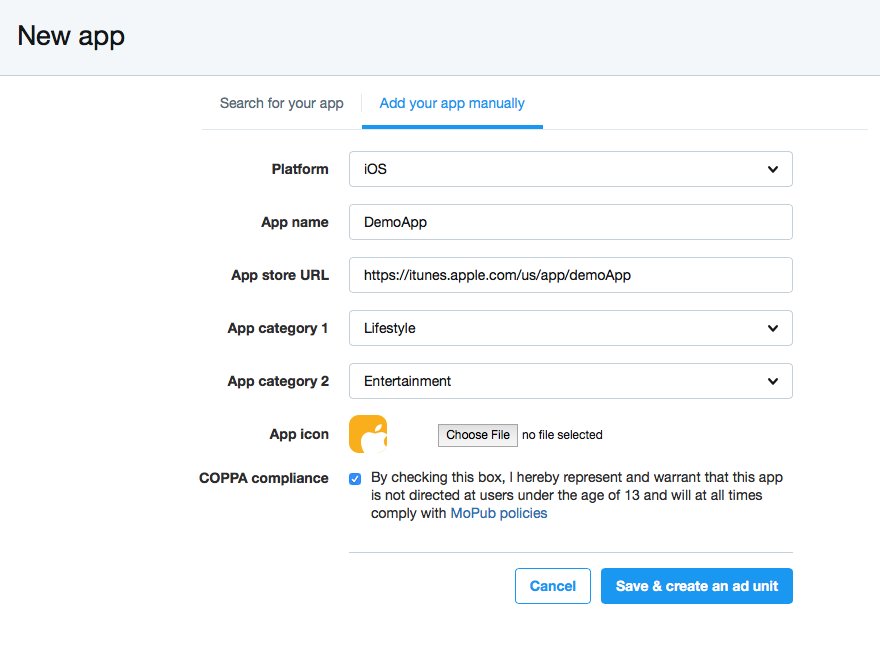 New app
Search for your app
Add your app manually
Platform
iOS
App name
DemoApp
App store URL
https://itunes.apple.com/us/app/demoApp
App category 1
Lifestyle
App category 2
Entertainment
App icon
Choose File no file selected
COPPA compliance
By checking this box, I hereby represent and warrant that this app
is not directed at users under the age of 13 and will at all times
comply with MoPub policies
Cancel
Save & create an ad unit